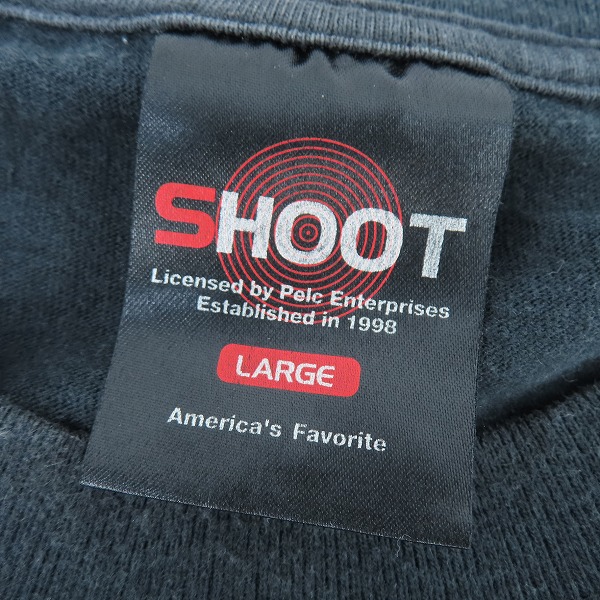 SHOOT
Licensed by Pelc Enterprises
Established in 1998
LARGE
America's Favorite